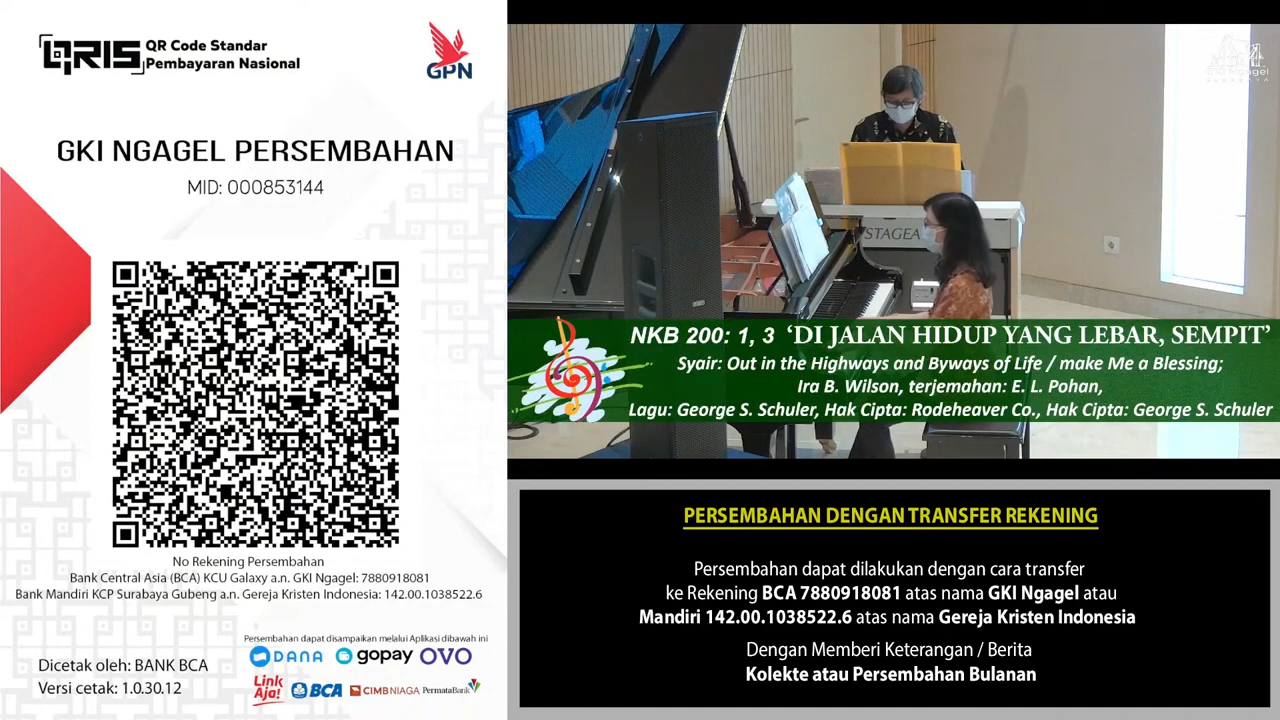 QRIS
QR Code Standar
Pembayaran Nasional
GPN
GKI NGAGEL PERSEMBAHAN
MID: 000853144
No Rekening Persembahan
Bank Central Asia (BCA) KCU Galaxy a.n. GKI Ngagel: 7880918081
Bank Mandiri KCP Surabaya Gubeng a.n. Gereja Kristen Indonesia: 142.00.1038522.6
Persembahan dapat disampaikan melalui Aplikasi dibawah ini
DANA gopay OVO
Link Aja! BCA CIMB NIAGA PermataBank
Dicetak oleh: BANK BCA
Versi cetak: 1.0.30.12
GKI Ngagel
SURABAYA
STAGEA
NKB 200: 1, 3 ‘DI JALAN HIDUP YANG LEBAR, SEMPIT’
Syair: Out in the Highways and Byways of Life / make Me a Blessing;
Ira B. Wilson, terjemahan: E. L. Pohan,
Lagu: George S. Schuler, Hak Cipta: Rodeheaver Co., Hak Cipta: George S. Schuler
PERSEMBAHAN DENGAN TRANSFER REKENING
Persembahan dapat dilakukan dengan cara transfer
ke Rekening BCA 7880918081 atas nama GKI Ngagel atau
Mandiri 142.00.1038522.6 atas nama Gereja Kristen Indonesia
Dengan Memberi Keterangan / Berita
Kolekte atau Persembahan Bulanan